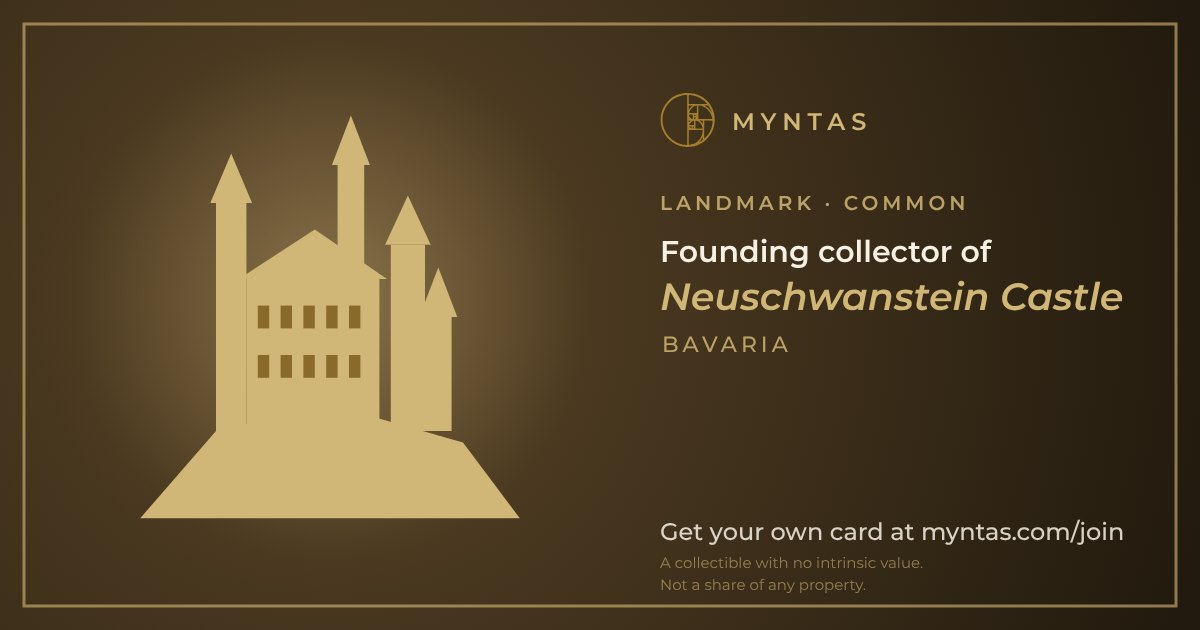 MYNTAS
LANDMARK · COMMON
Founding collector of
Neuschwanstein Castle
BAVARIA
Get your own card at myntas.com/join
A collectible with no intrinsic value.
Not a share of any property.